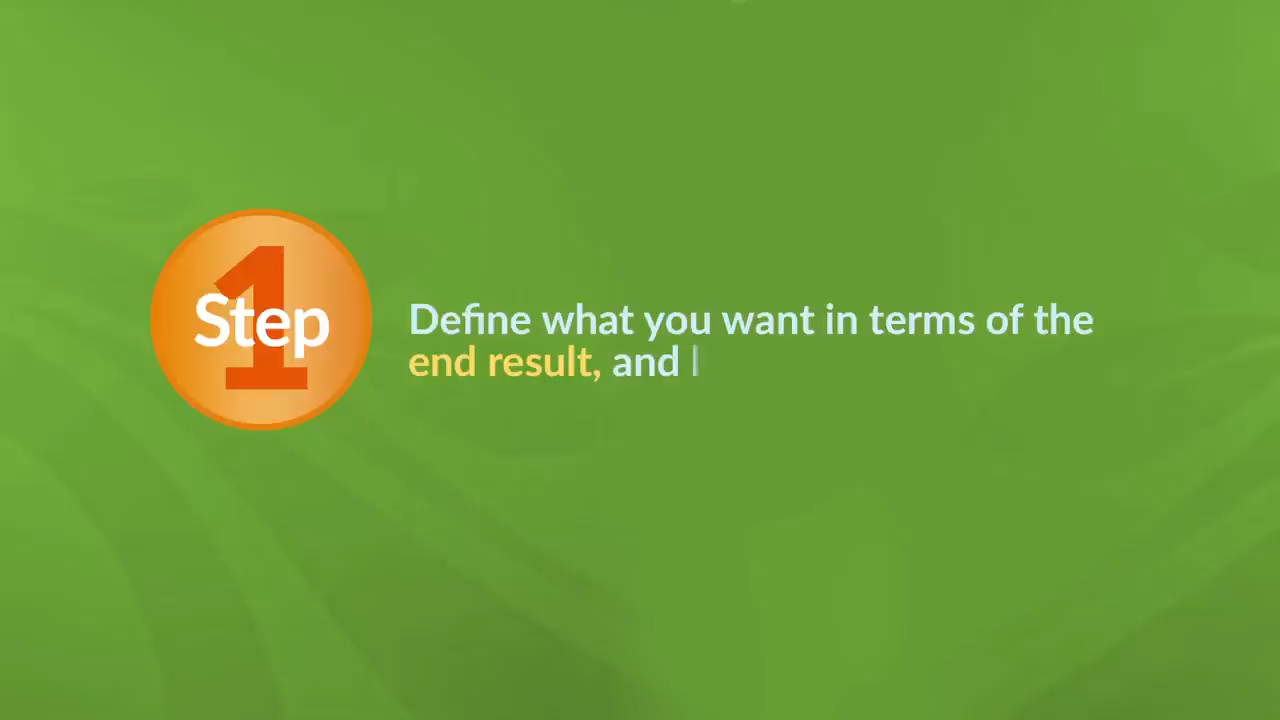 Step 1
Define what you want in terms of the
end result, and